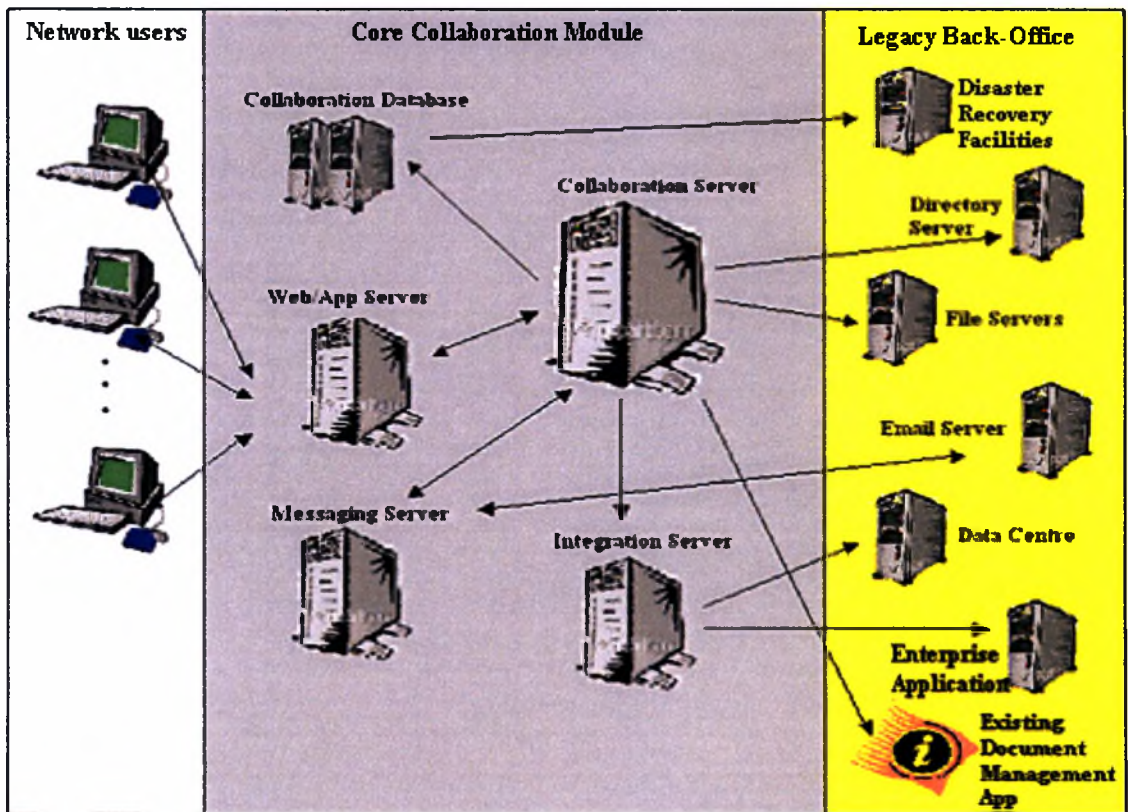 Network users
Core Collaboration Module
Legacy Back-Office
Collaboration Database
Disaster
Recovery
Facilities
Collaboration Server
Directory
Server
Web/App Server
File Servers
Email Server
Messaging Server
Integration Server
Data Centre
Enterprise
Application
i
Existing
Document
Management
App